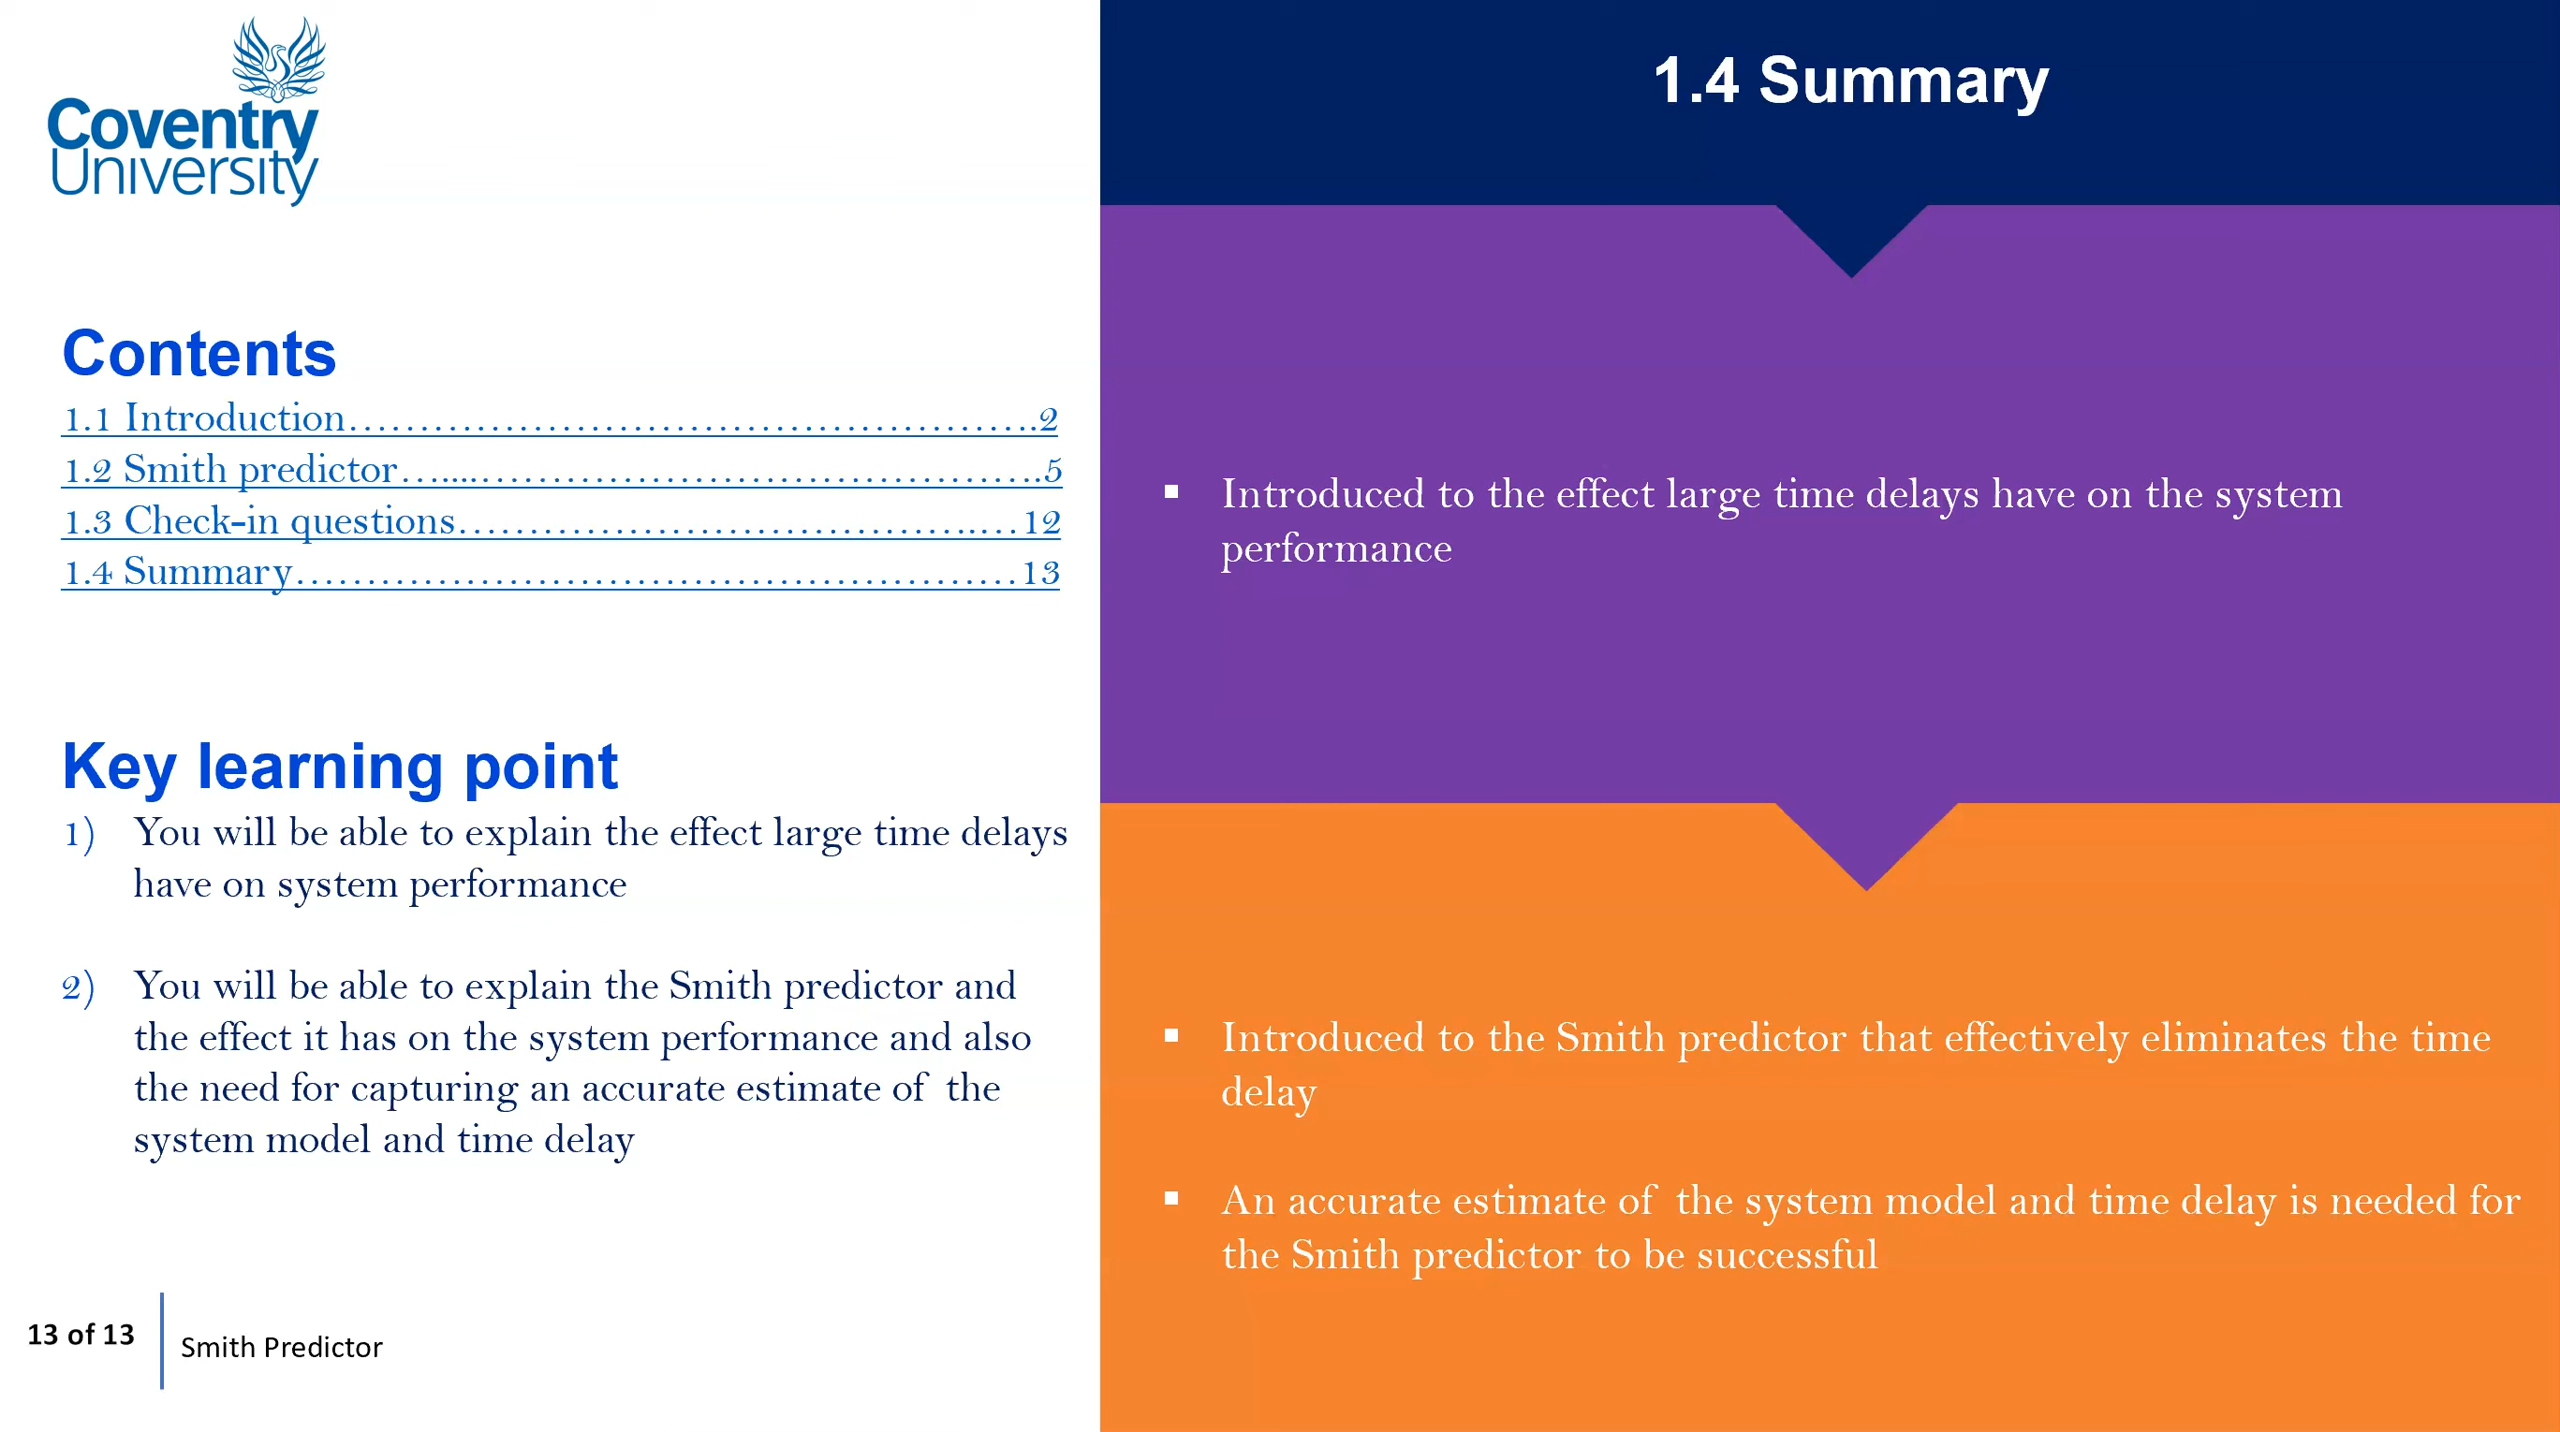 Coventry
University
Contents
1.1 Introduction……………………………………………….2
1.2 Smith predictor…....…………………………………….5
1.3 Check-in questions……………………………….…12
1.4 Summary……………………………………………13
Key learning point
1) You will be able to explain the effect large time delays
have on system performance
2) You will be able to explain the Smith predictor and
the effect it has on the system performance and also
the need for capturing an accurate estimate of the
system model and time delay
13 of 13
Smith Predictor
1.4 Summary
▪ Introduced to the effect large time delays have on the system
performance
▪ Introduced to the Smith predictor that effectively eliminates the time
delay
▪ An accurate estimate of the system model and time delay is needed for
the Smith predictor to be successful